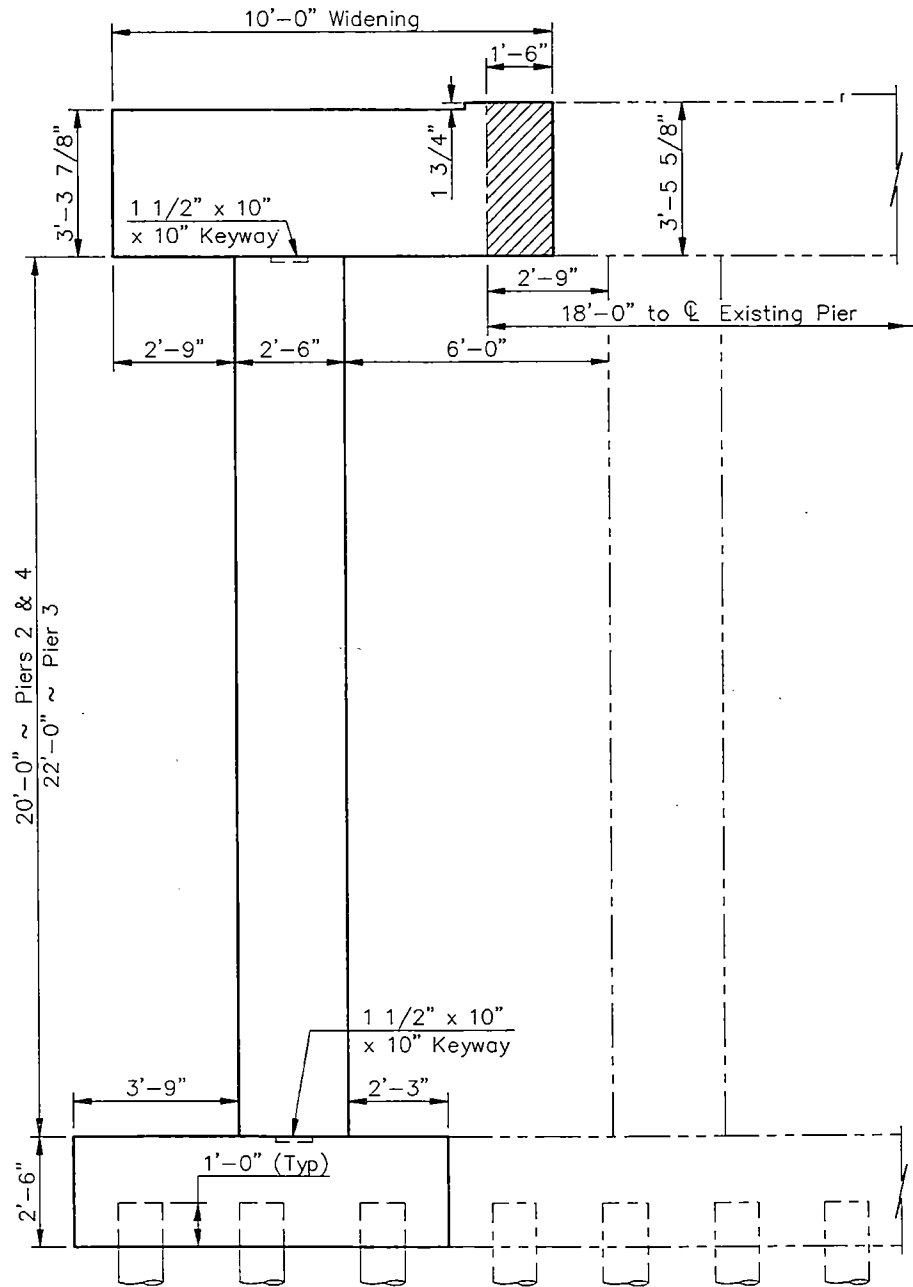 10'-0" Widening
1'-6"
3'-3 7/8"
1 3/4"
3'-5 5/8"
1 1/2" x 10"
x 10" Keyway
2'-9"
18'-0" to ℄ Existing Pier
2'-9"
2'-6"
6'-0"
20'-0" ~ Piers 2 & 4
22'-0" ~ Pier 3
1 1/2" x 10"
x 10" Keyway
3'-9"
2'-3"
2'-6"
1'-0" (Typ)